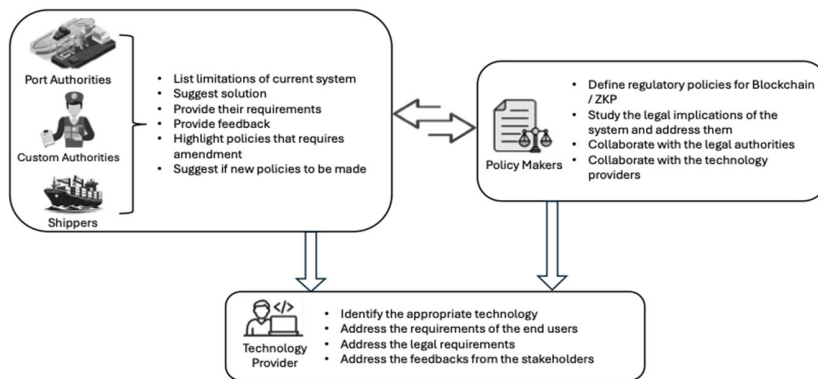 Port Authorities
Custom Authorities
Shippers
• List limitations of current system
• Suggest solution
• Provide their requirements
• Provide feedback
• Highlight policies that requires
amendment
• Suggest if new policies to be made
Policy Makers
• Define regulatory policies for Blockchain
/ ZKP
• Study the legal implications of the
system and address them
• Collaborate with the legal authorities
• Collaborate with the technology
providers
</>
Technology
Provider
• Identify the appropriate technology
• Address the requirements of the end users
• Address the legal requirements
• Address the feedbacks from the stakeholders